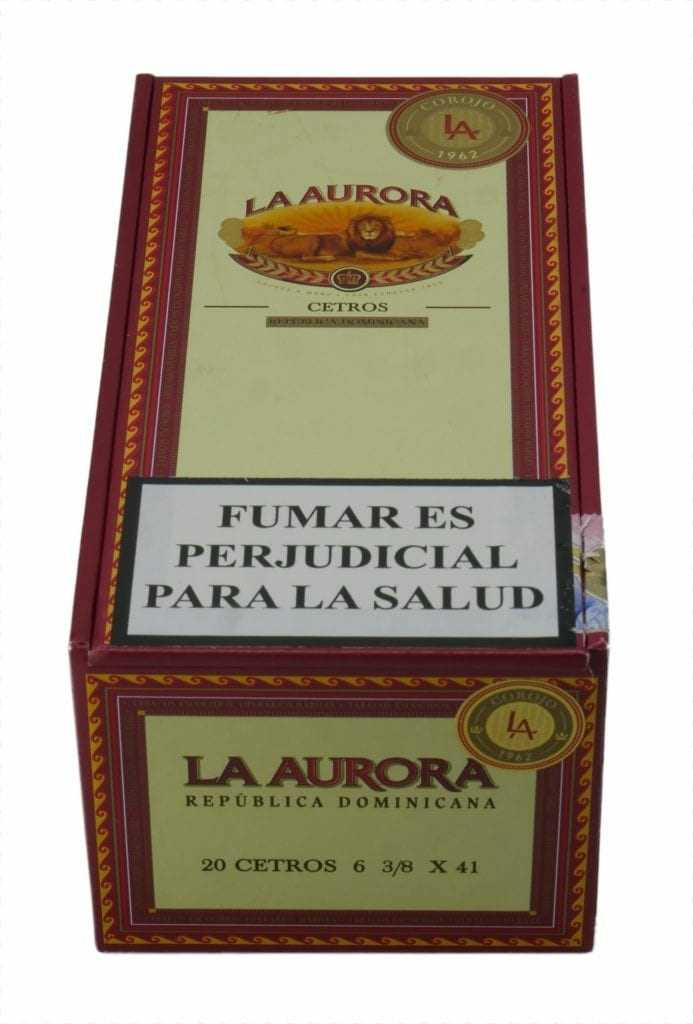 COROJO
LA
1962
LA AURORA
CETROS
REPÚBLICA DOMINICANA
FUMAR ES
PERJUDICIAL
PARA LA SALUD
COROJO
LA
1962
LA AURORA
REPÚBLICA DOMINICANA
20 CETROS 6 3/8 X 41